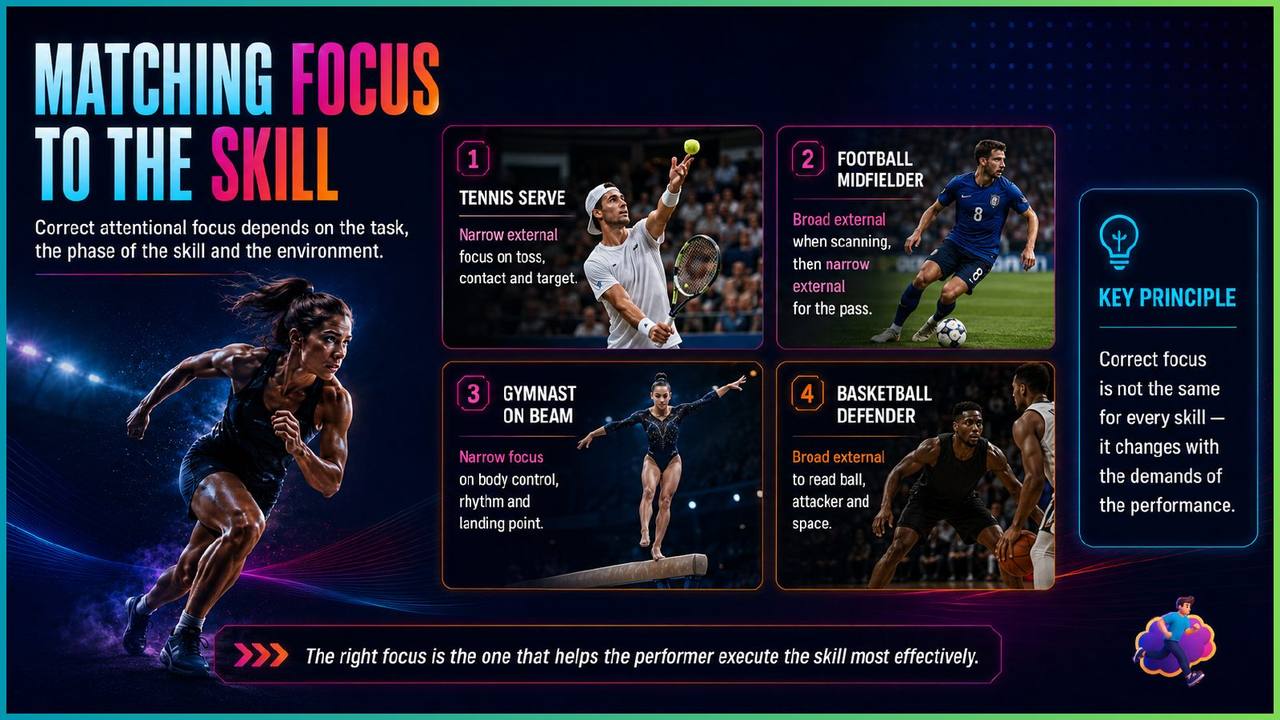 MATCHING FOCUS
TO THE SKILL
Correct attentional focus depends on the task,
the phase of the skill and the environment.
1
TENNIS SERVE
Narrow external
focus on toss,
contact and target.
2
FOOTBALL
MIDFIELDER
Broad external
when scanning,
then narrow
external
for the pass.
8
8
3
GYMNAST
ON BEAM
Narrow focus
on body control,
rhythm and
landing point.
4
BASKETBALL
DEFENDER
Broad external
to read ball,
attacker and
space.
KEY PRINCIPLE
Correct focus
is not the same
for every skill —
it changes with
the demands of
the performance.
The right focus is the one that helps the performer execute the skill most effectively.